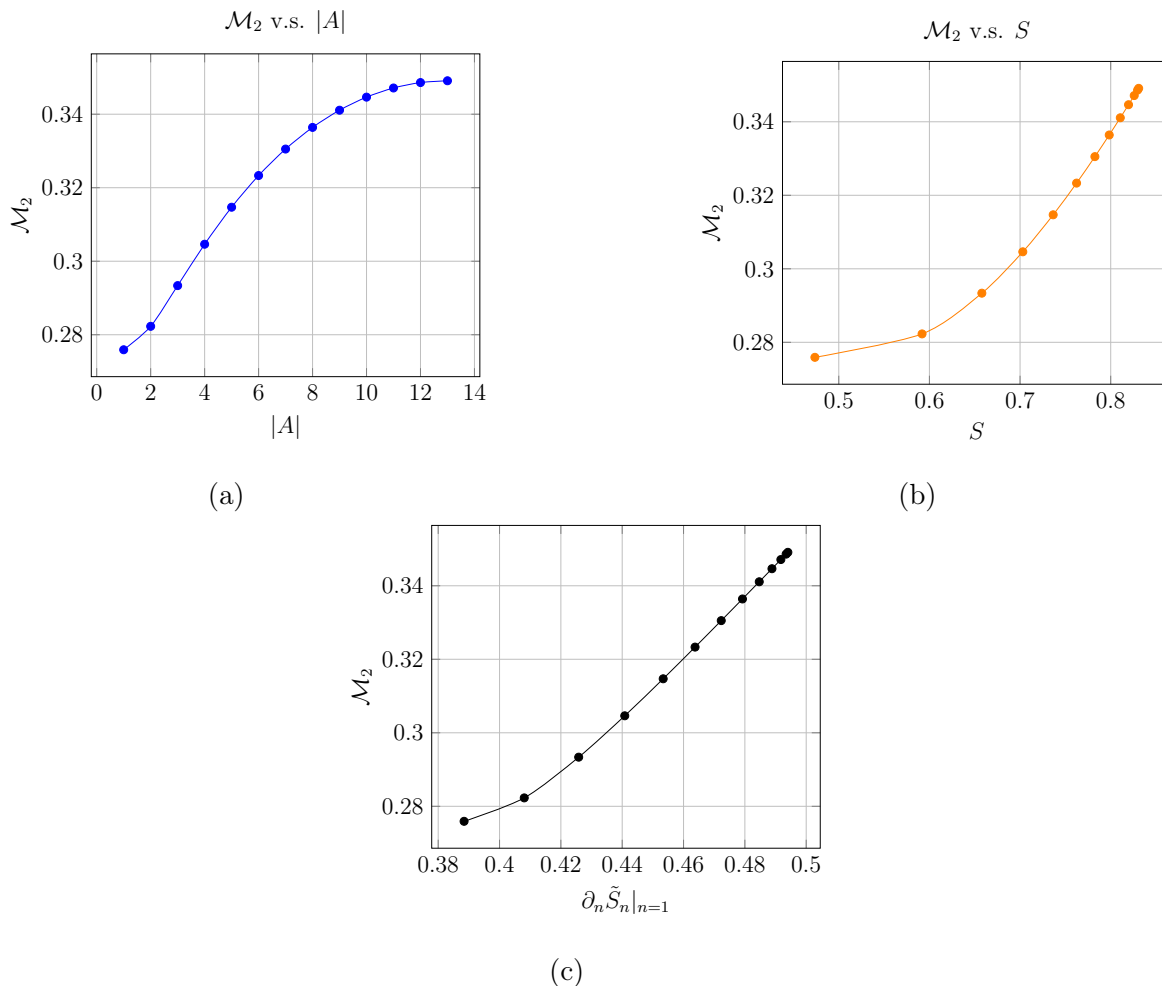 M₂ v.s. |A|
0.34
0.32
0.3
0.28
M₂
0 2 4 6 8 10 12 14
|A|
(a)
M₂ v.s. S
0.34
0.32
0.3
0.28
M₂
0.5 0.6 0.7 0.8
S
(b)
0.34
0.32
0.3
0.28
M₂
0.38 0.4 0.42 0.44 0.46 0.48 0.5
∂ₙS̃ₙ|ₙ₌₁
(c)